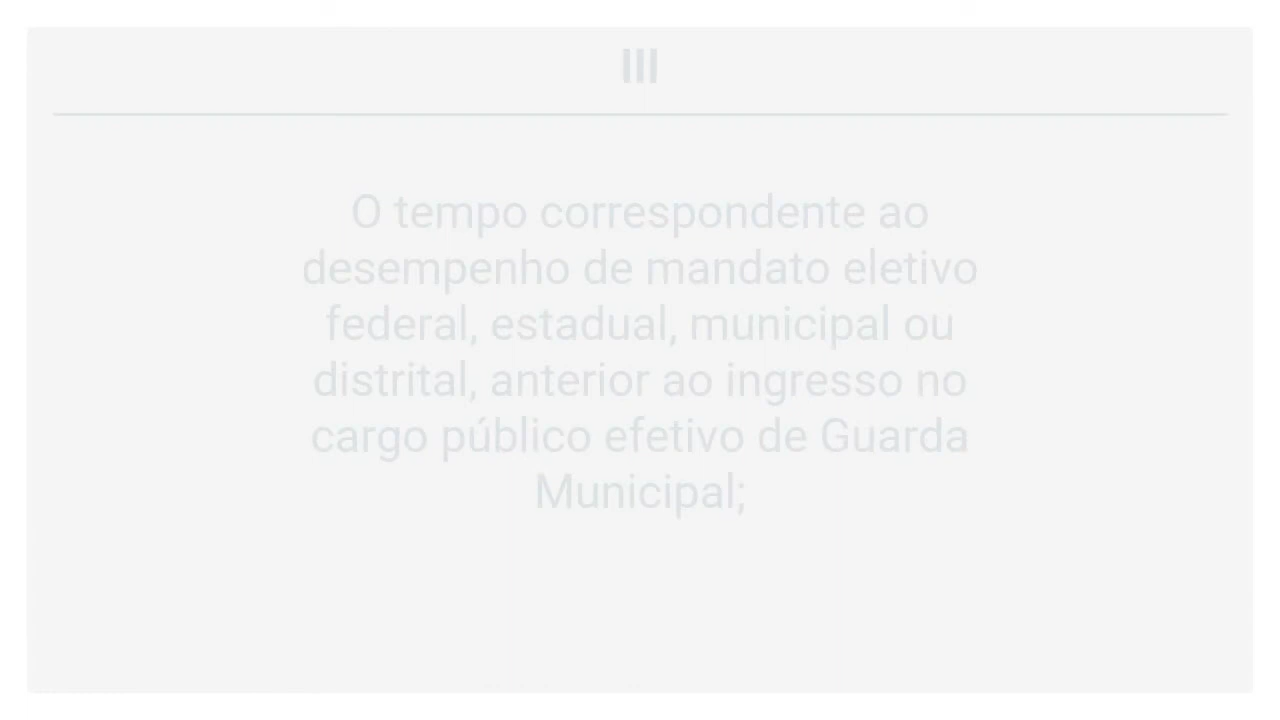 III
O tempo correspondente ao
desempenho de mandato eletivo
federal, estadual, municipal ou
distrital, anterior ao ingresso no
cargo público efetivo de Guarda
Municipal;